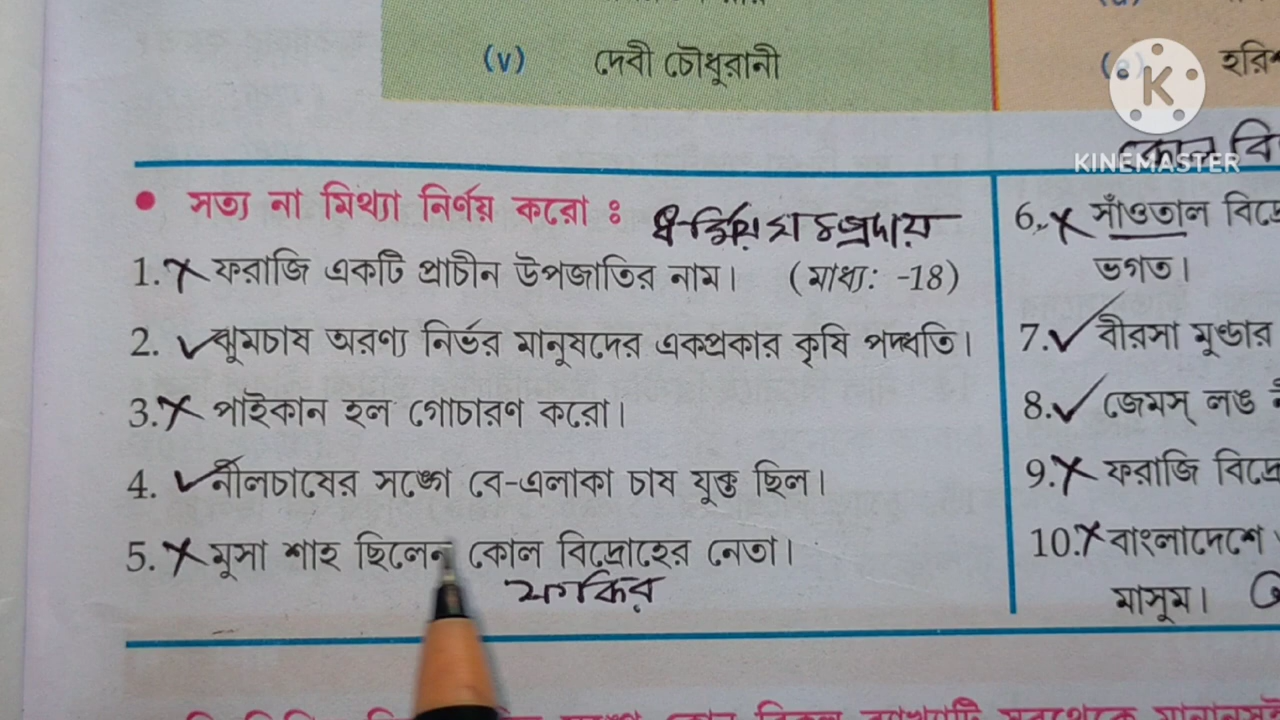 (v) দেবী চৌধুরানী
হরিশ
K
KINEMASTER
কোল বি
• সত্য না মিথ্যা নির্ণয় করো ঃ ধর্মিয় সম্প্রদায়
1. X ফরাজি একটি প্রাচীন উপজাতির নাম। (মাধ্য: -18)
2. ✓ ঝুমচাষ অরণ্য নির্ভর মানুষদের একপ্রকার কৃষি পদ্ধতি।
3. X পাইকান হল গোচারণ করো।
4. ✓ নীলচাষের সঙ্গে বে-এলাকা চাষ যুক্ত ছিল।
5. X মুসা শাহ ছিলেন কোল বিদ্রোহের নেতা।
ফকির
6. X সাঁওতাল বিদ্রো
ভগত।
7. ✓ বীরসা মুণ্ডার
8. ✓ জেমস্ লঙ
9. X ফরাজি বিদ্রো
10. X বাংলাদেশে
মাসুম।